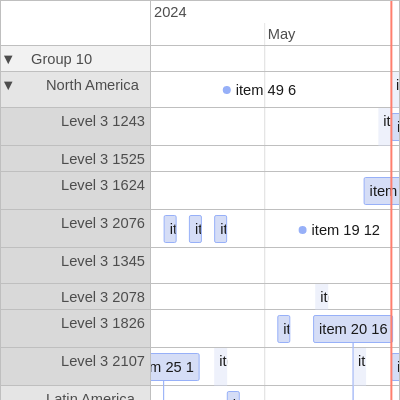 2024
May
▼ Group 10
▼ North America item 49 6 i
Level 3 1243 it i
Level 3 1525
Level 3 1624 item
Level 3 2076 it it it item 19 12
Level 3 1345
Level 3 2078 it
Level 3 1826 it item 20 16
Level 3 2107 m 25 1 it it i
Latin America